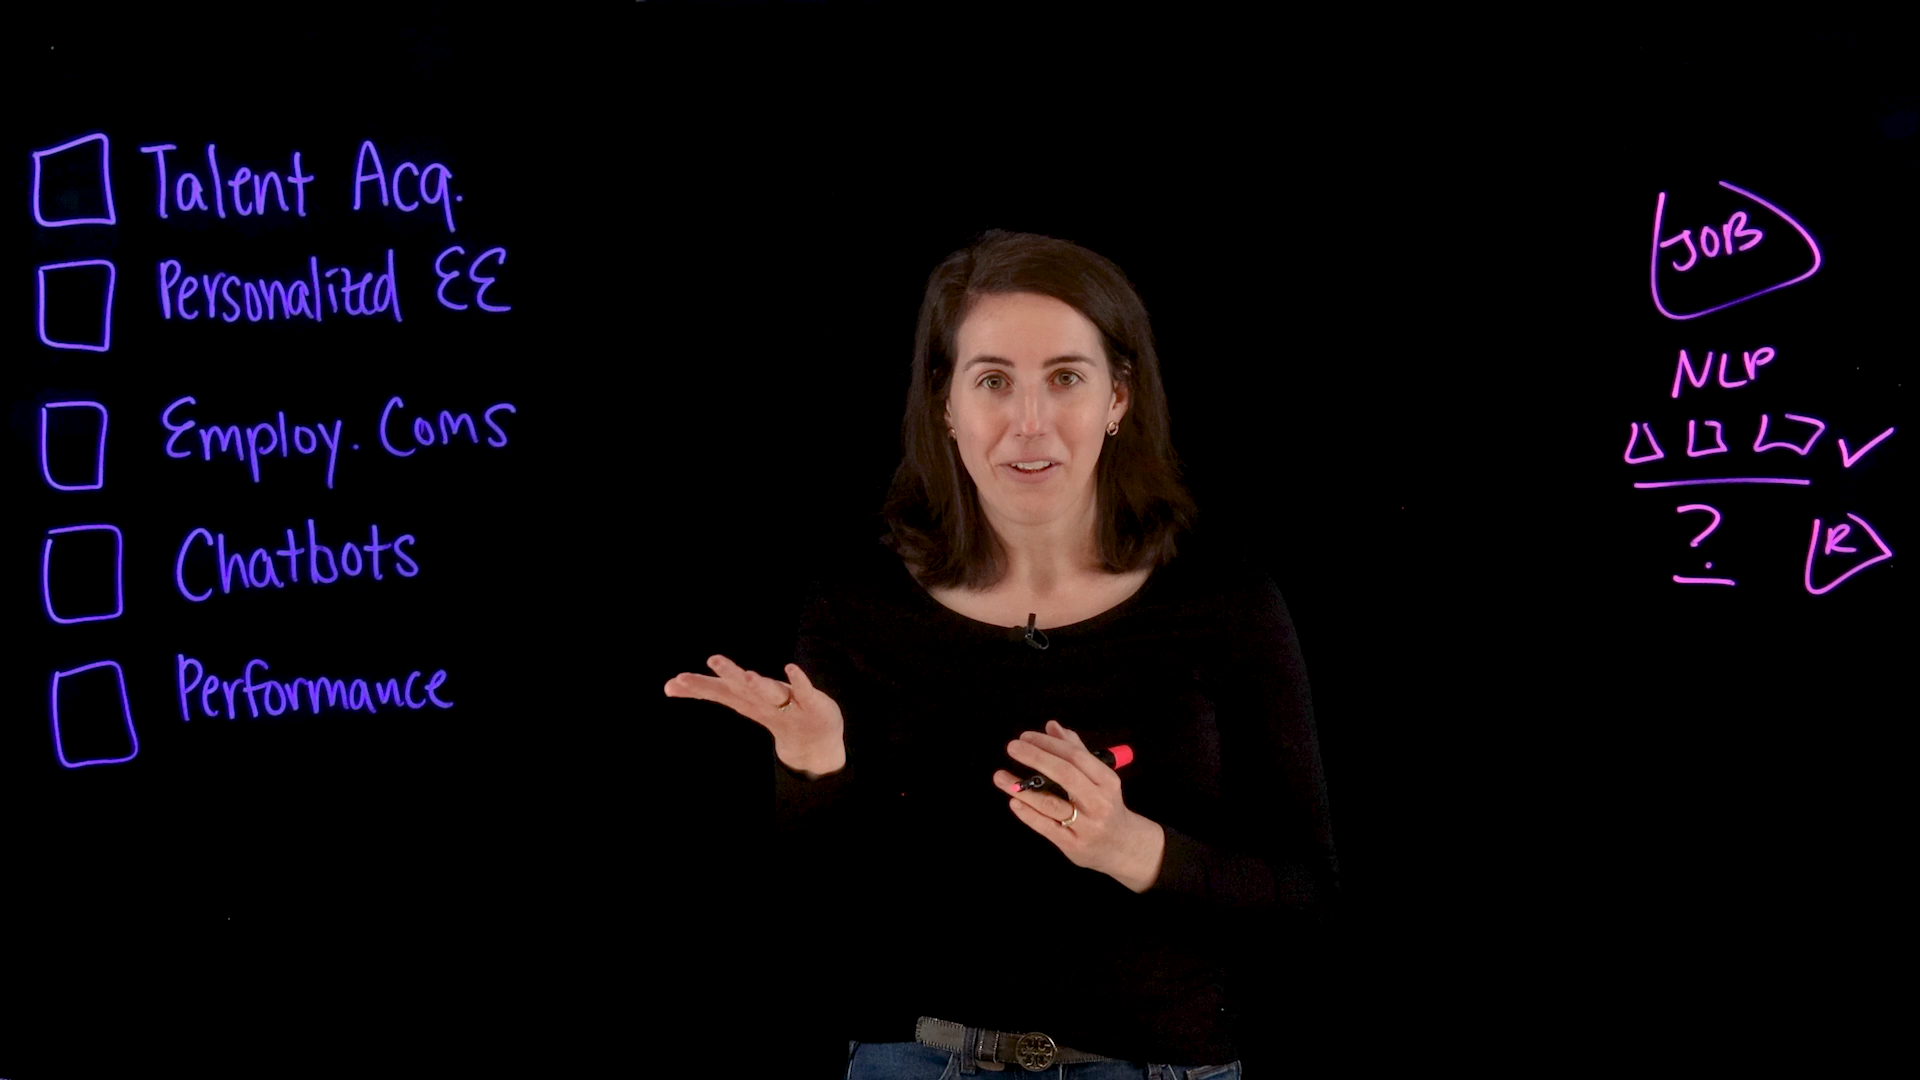 Talent Acq.
Personalized EE
Employ. Coms
Chatbots
Performance
JOB
NLP
?
R